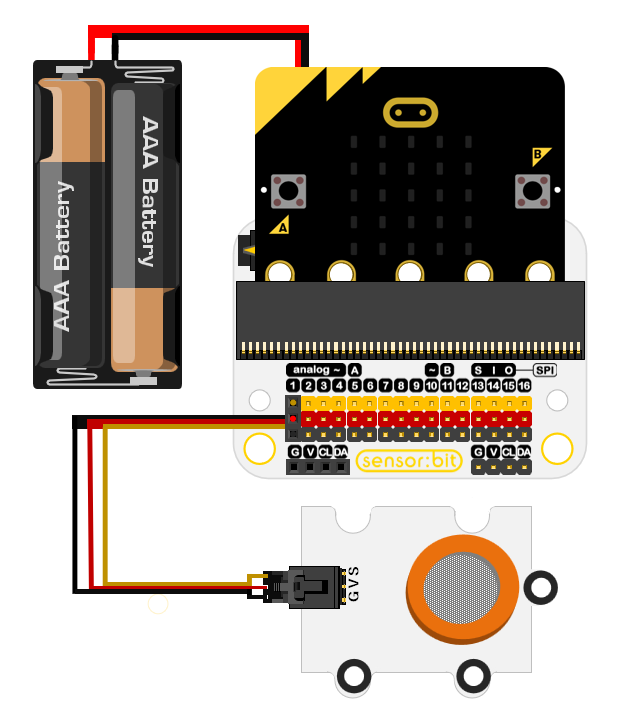 AAA Battery
AAA Battery
B
A
analog ~ A ~ B S I O SPI
1 2 3 4 5 6 7 8 9 10 11 12 13 14 15 16
G V CL DA G V CL DA
sensor:bit
G V S